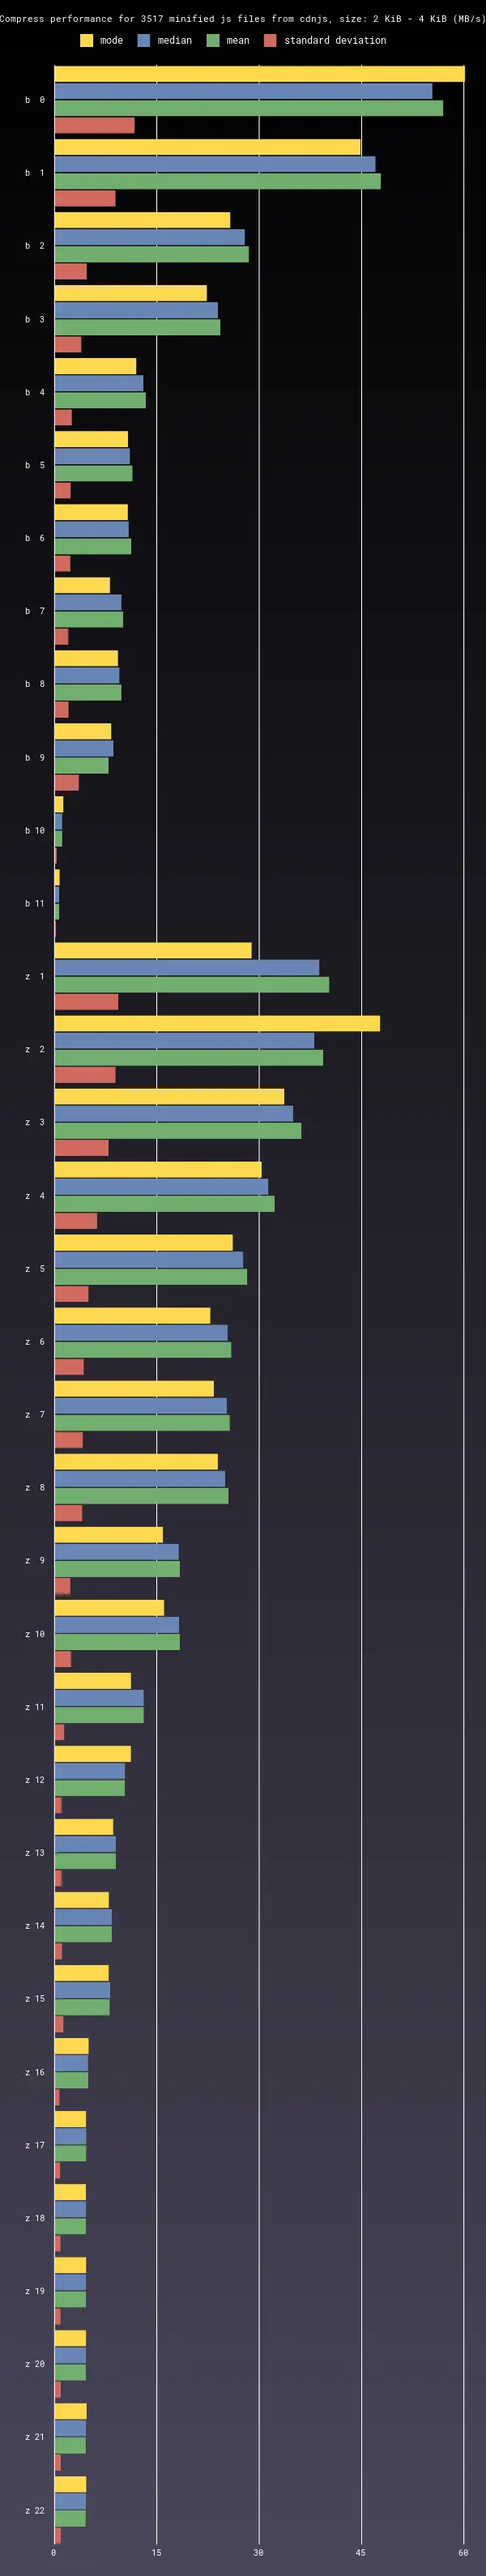 Compress performance for 3517 minified js files from cdnjs, size: 2 KiB - 4 KiB (MB/s)
mode median mean standard deviation
b 0
b 1
b 2
b 3
b 4
b 5
b 6
b 7
b 8
b 9
b 10
b 11
z 1
z 2
z 3
z 4
z 5
z 6
z 7
z 8
z 9
z 10
z 11
z 12
z 13
z 14
z 15
z 16
z 17
z 18
z 19
z 20
z 21
z 22
0 15 30 45 60